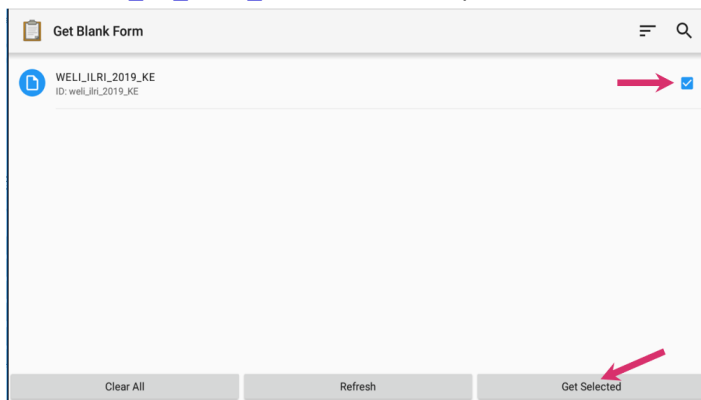 Get Blank Form
WELI_ILRI_2019_KE
ID: weli_ilri_2019_KE
Clear All
Refresh
Get Selected